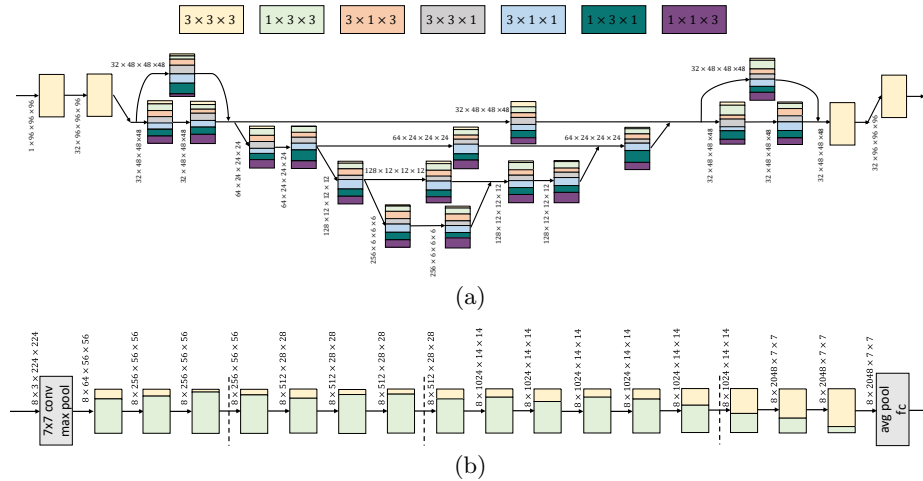 3×3×3 1×3×3 3×1×3 3×3×1 3×1×1 1×3×1 1×1×3
1 × 96 × 96 × 96
32 × 96 × 96 × 96
32 × 48 × 48 × 48
32 × 48 × 48 × 48
32 × 48 × 48 × 48
64 × 24 × 24 × 24
64 × 24 × 24 × 24
128 × 12 × 12 × 12
128 × 12 × 12 × 12
256 × 6 × 6 × 6
256 × 6 × 6 × 6
32 × 48 × 48 × 48
64 × 24 × 24 × 24
128 × 12 × 12 × 12
128 × 12 × 12 × 12
64 × 24 × 24 × 24
32 × 48 × 48 × 48
32 × 48 × 48 × 48
32 × 48 × 48 × 48
32 × 48 × 48 × 48
32 × 96 × 96 × 96
(a)
8 × 3 × 224 × 224
7x7 conv
max pool
8 × 64 × 56 × 56
8 × 256 × 56 × 56
8 × 256 × 56 × 56
8 × 256 × 56 × 56
8 × 512 × 28 × 28
8 × 512 × 28 × 28
8 × 512 × 28 × 28
8 × 512 × 28 × 28
8 × 1024 × 14 × 14
8 × 1024 × 14 × 14
8 × 1024 × 14 × 14
8 × 1024 × 14 × 14
8 × 1024 × 14 × 14
8 × 1024 × 14 × 14
8 × 2048 × 7 × 7
8 × 2048 × 7 × 7
8 × 2048 × 7 × 7
avg pool
fc
(b)